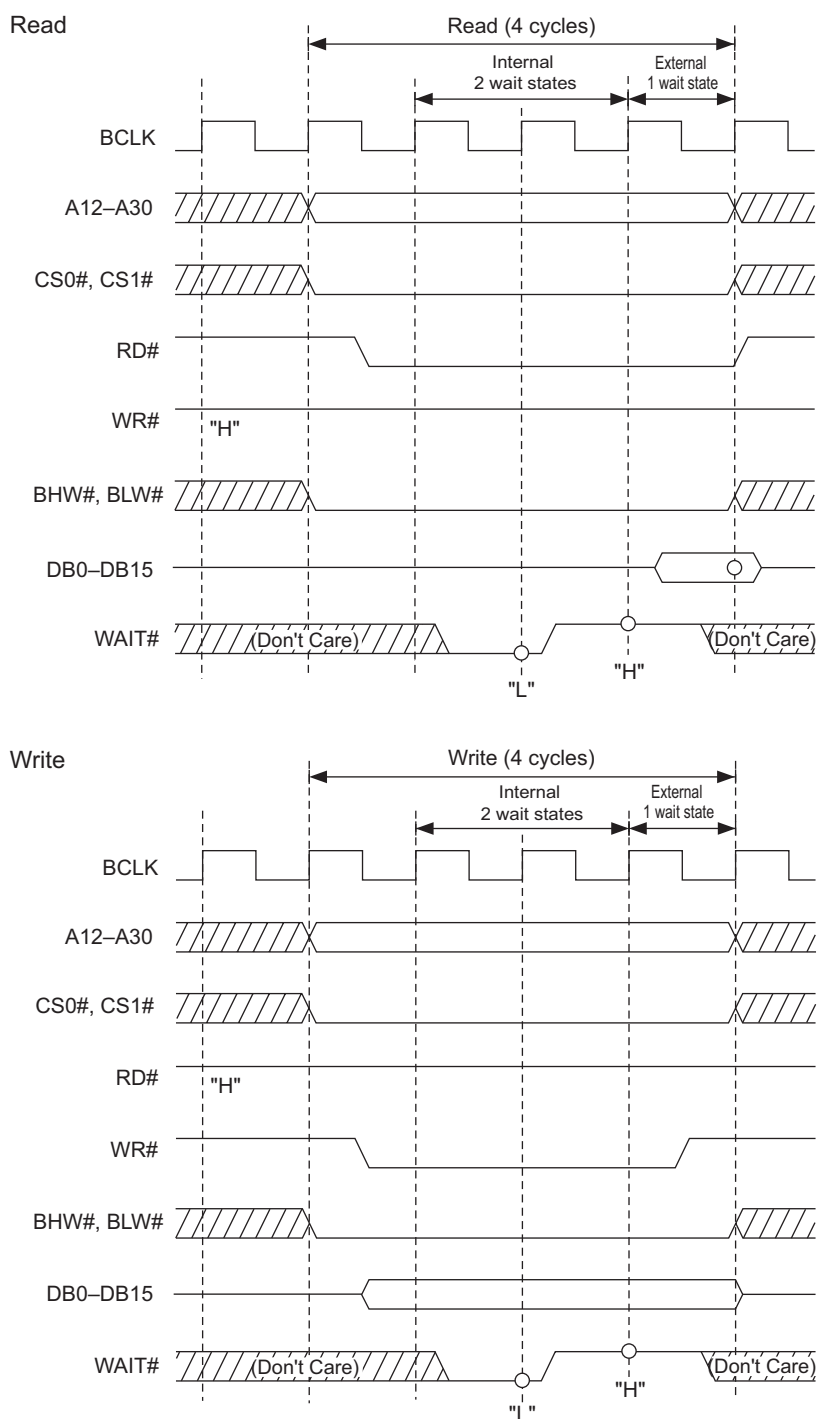 Read
Read (4 cycles)
Internal
2 wait states
External
1 wait state
BCLK
A12–A30
CS0#, CS1#
RD#
WR#
"H"
BHW#, BLW#
DB0–DB15
WAIT#
(Don't Care)
(Don't Care)
"L"
"H"
Write
Write (4 cycles)
Internal
2 wait states
External
1 wait state
BCLK
A12–A30
CS0#, CS1#
RD#
"H"
WR#
BHW#, BLW#
DB0–DB15
WAIT#
(Don't Care)
(Don't Care)
"H"
"L"